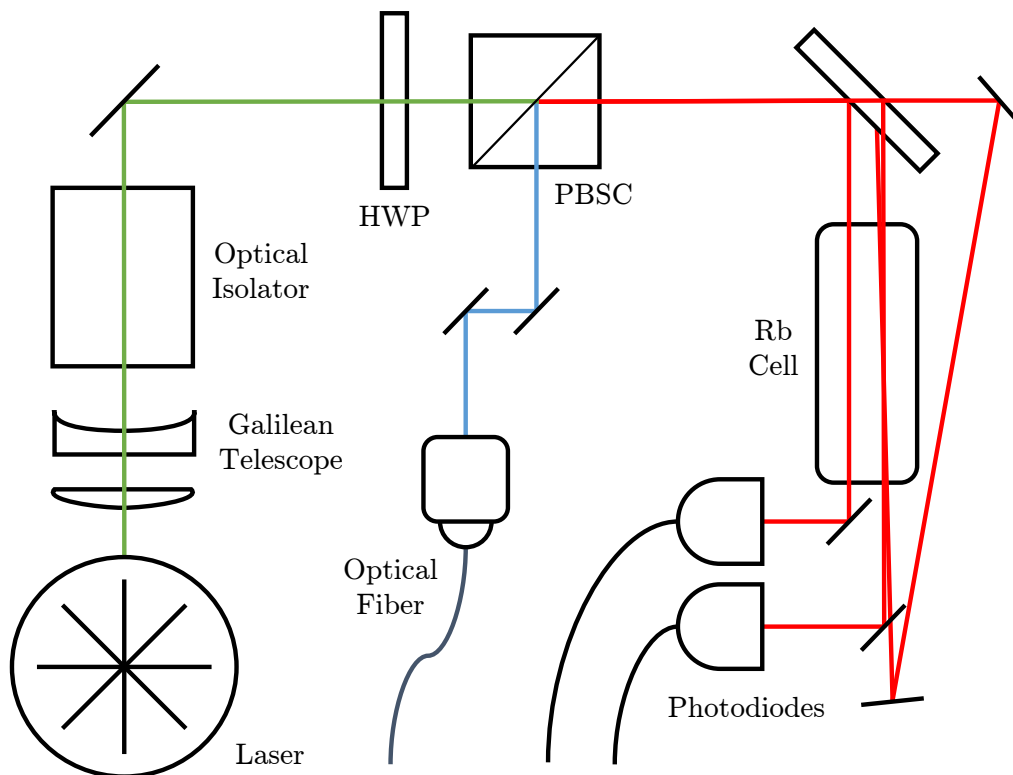 HWP
PBSC
Optical
Isolator
Rb
Cell
Galilean
Telescope
Optical
Fiber
Photodiodes
Laser